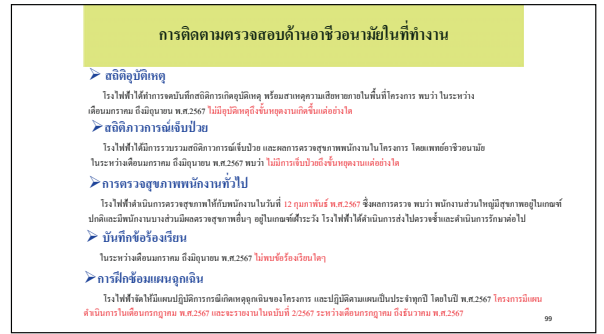 การติดตามตรวจสอบด้านอาชีวอนามัยในที่ทำงาน
➢ สถิติอุบัติเหตุ
โรงไฟฟ้าได้ทำการจดบันทึกสถิติการเกิดอุบัติเหตุ พร้อมสาเหตุความเสียหายภายในพื้นที่โครงการ พบว่า ในระหว่าง
เดือนมกราคม ถึงมิถุนายน พ.ศ.2567 ไม่มีอุบัติเหตุถึงขั้นหยุดงานเกิดขึ้นแต่อย่างใด
➢ สถิติภาวการณ์เจ็บป่วย
โรงไฟฟ้าได้มีการรวบรวมสถิติภาวการณ์เจ็บป่วย และผลการตรวจสุขภาพพนักงานในโครงการ โดยแพทย์อาชีวอนามัย
ในระหว่างเดือนมกราคม ถึงมิถุนายน พ.ศ.2567 พบว่า ไม่มีการเจ็บป่วยถึงขั้นหยุดงานแต่อย่างใด
➢ การตรวจสุขภาพพนักงานทั่วไป
โรงไฟฟ้าดำเนินการตรวจสุขภาพให้กับพนักงานในวันที่ 12 กุมภาพันธ์ พ.ศ.2567 ซึ่งผลการตรวจ พบว่า พนักงานส่วนใหญ่มีสุขภาพอยู่ในเกณฑ์
ปกติและมีพนักงานบางส่วนมีผลตรวจสุขภาพอื่นๆ อยู่ในเกณฑ์เฝ้าระวัง โรงไฟฟ้าได้ดำเนินการส่งไปตรวจซ้ำและดำเนินการรักษาต่อไป
➢ บันทึกข้อร้องเรียน
ในระหว่างเดือนมกราคม ถึงมิถุนายน พ.ศ.2567 ไม่พบข้อร้องเรียนใดๆ
➢ การฝึกซ้อมแผนฉุกเฉิน
โรงไฟฟ้าจัดให้มีแผนปฏิบัติการกรณีเกิดเหตุฉุกเฉินของโครงการ และปฏิบัติตามแผนเป็นประจำทุกปี โดยในปี พ.ศ.2567 โครงการมีแผน
ดำเนินการในเดือนกรกฎาคม พ.ศ.2567 และจะรายงานในฉบับที่ 2/2567 ระหว่างเดือนกรกฎาคม ถึงธันวาคม พ.ศ.2567
99